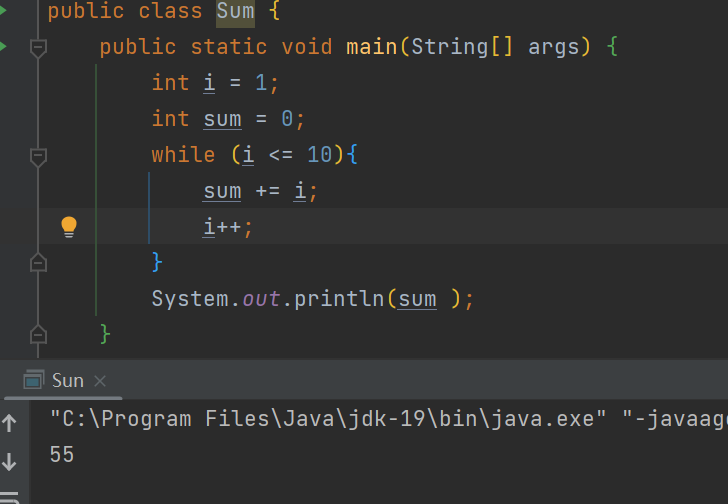 public class Sum {
public static void main(String[] args) {
int i = 1;
int sum = 0;
while (i <= 10){
sum += i;
i++;
}
System.out.println(sum );
}
Sun
"C:\Program Files\Java\jdk-19\bin\java.exe" "-javaage
55